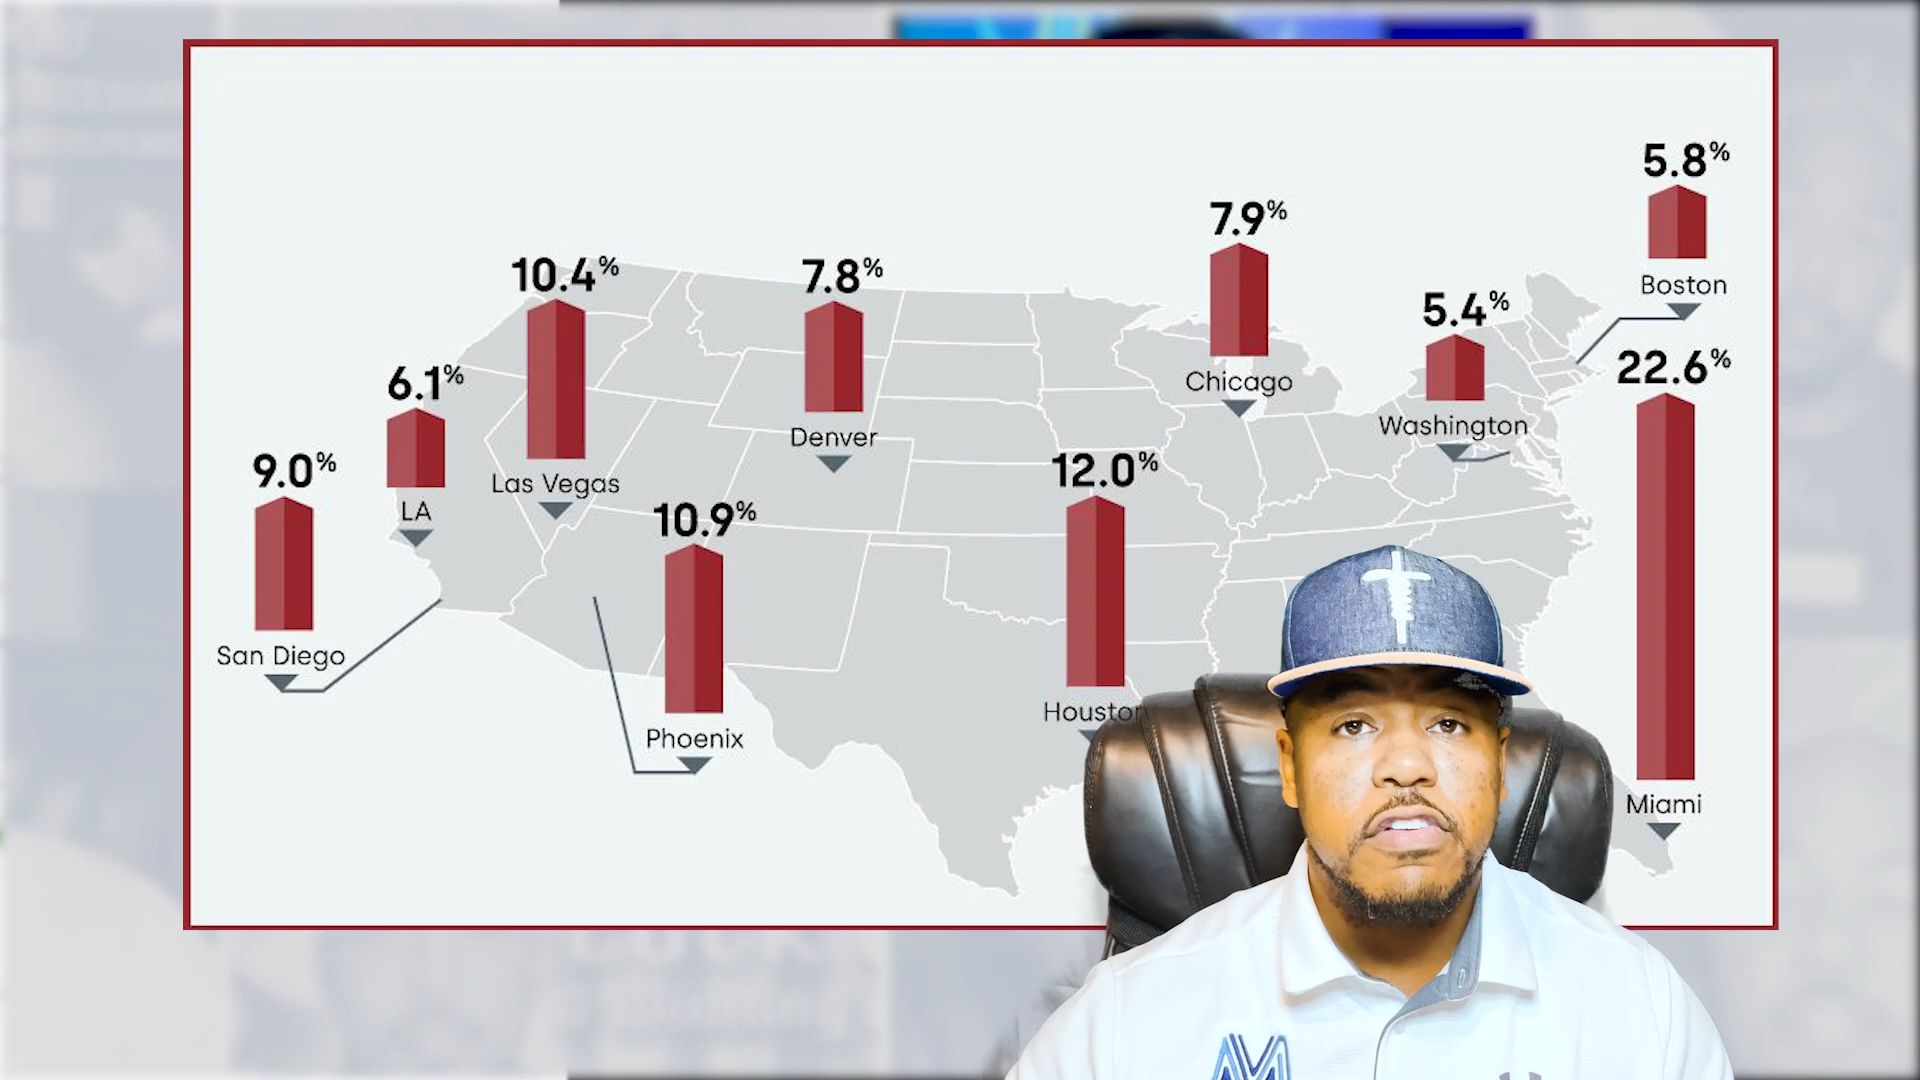 5.8%
Boston
7.9%
Chicago
10.4%
Las Vegas
7.8%
Denver
5.4%
Washington
22.6%
Miami
6.1%
LA
9.0%
San Diego
12.0%
10.9%
Phoenix